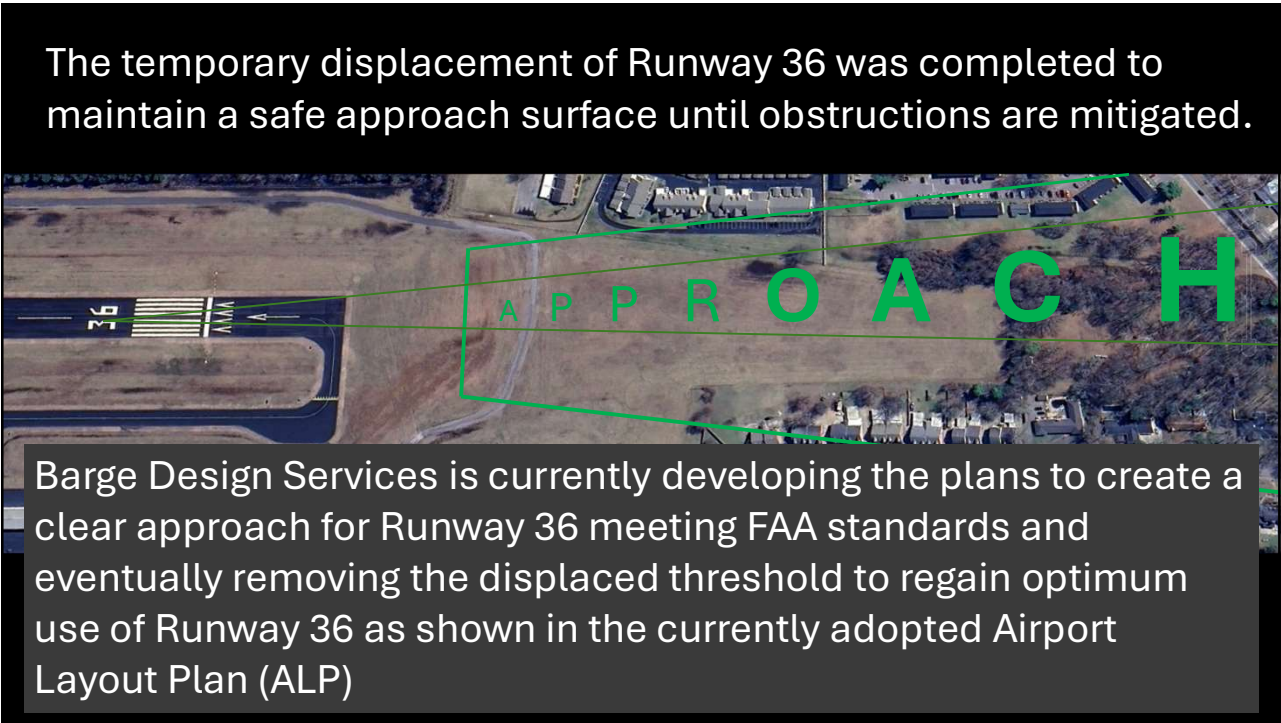 The temporary displacement of Runway 36 was completed to
maintain a safe approach surface until obstructions are mitigated.
36
A P P R O A C H
Barge Design Services is currently developing the plans to create a
clear approach for Runway 36 meeting FAA standards and
eventually removing the displaced threshold to regain optimum
use of Runway 36 as shown in the currently adopted Airport
Layout Plan (ALP)